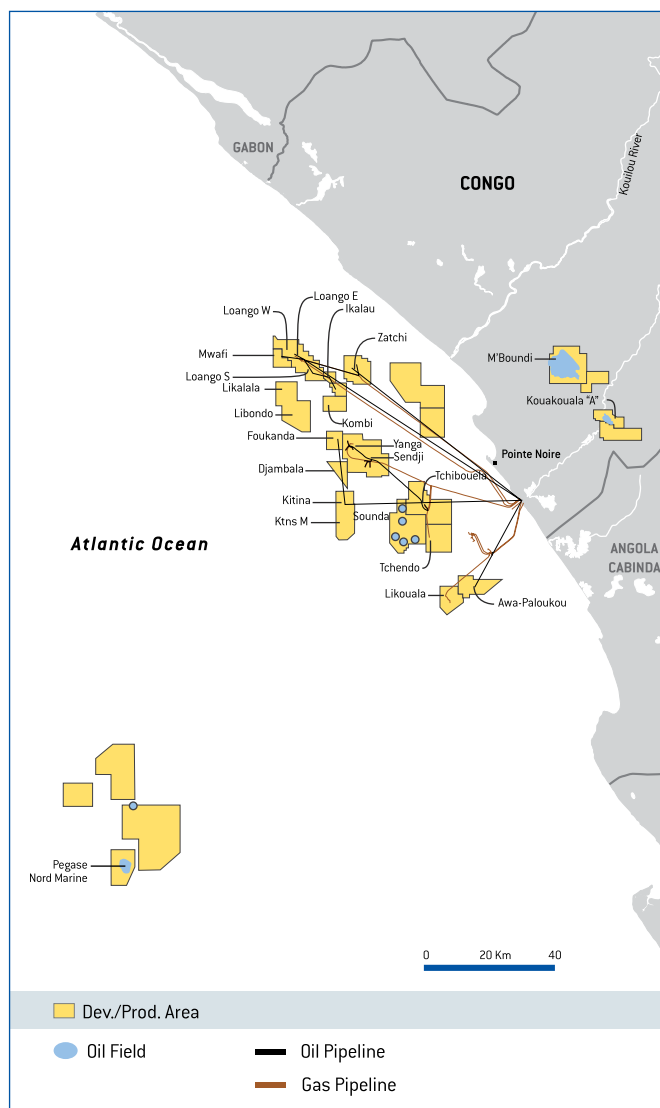 GABON
CONGO
Kouilou River
Loango E
Loango W
Ikalau
Zatchi
Mwafi
M'Boundi
Loango S
Likalala
Kouakouala “A”
Libondo
Kombi
Foukanda
Yanga
Sendji
Pointe Noire
Djambala
Tchibouela
Kitina
Sounda
Ktns M
Atlantic Ocean
ANGOLA
CABINDA
Tchendo
Likouala
Awa-Paloukou
Pegase
Nord Marine
0 20 Km 40
Dev./Prod. Area
Oil Field
Oil Pipeline
Gas Pipeline